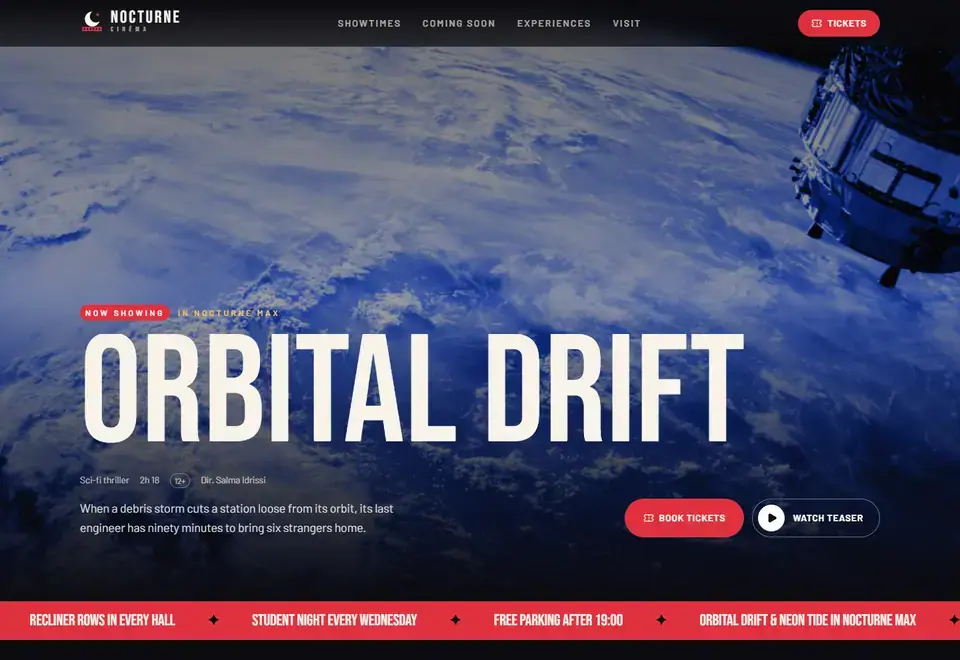 NOCTURNE
CINÉMA
SHOWTIMES
COMING SOON
EXPERIENCES
VISIT
TICKETS
NOW SHOWING
IN NOCTURNE MAX
ORBITAL DRIFT
Sci-fi thriller
2h 18
12+
Dir. Salma Idrissi
When a debris storm cuts a station loose from its orbit, its last
engineer has ninety minutes to bring six strangers home.
BOOK TICKETS
WATCH TEASER
RECLINER ROWS IN EVERY HALL ✦ STUDENT NIGHT EVERY WEDNESDAY ✦ FREE PARKING AFTER 19:00 ✦ ORBITAL DRIFT & NEON TIDE IN NOCTURNE MAX ✦